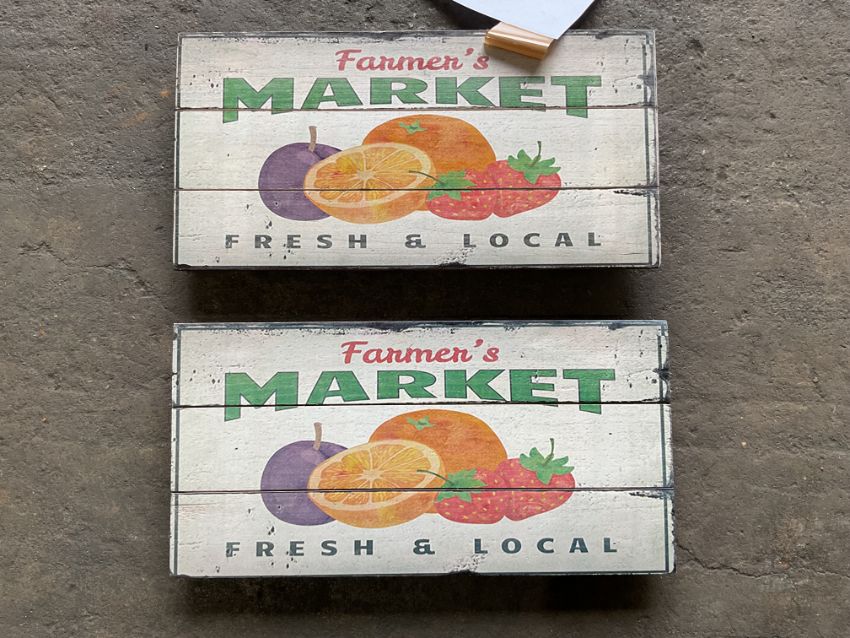 Farmer's
MARKET
FRESH & LOCAL
Farmer's
MARKET
FRESH & LOCAL